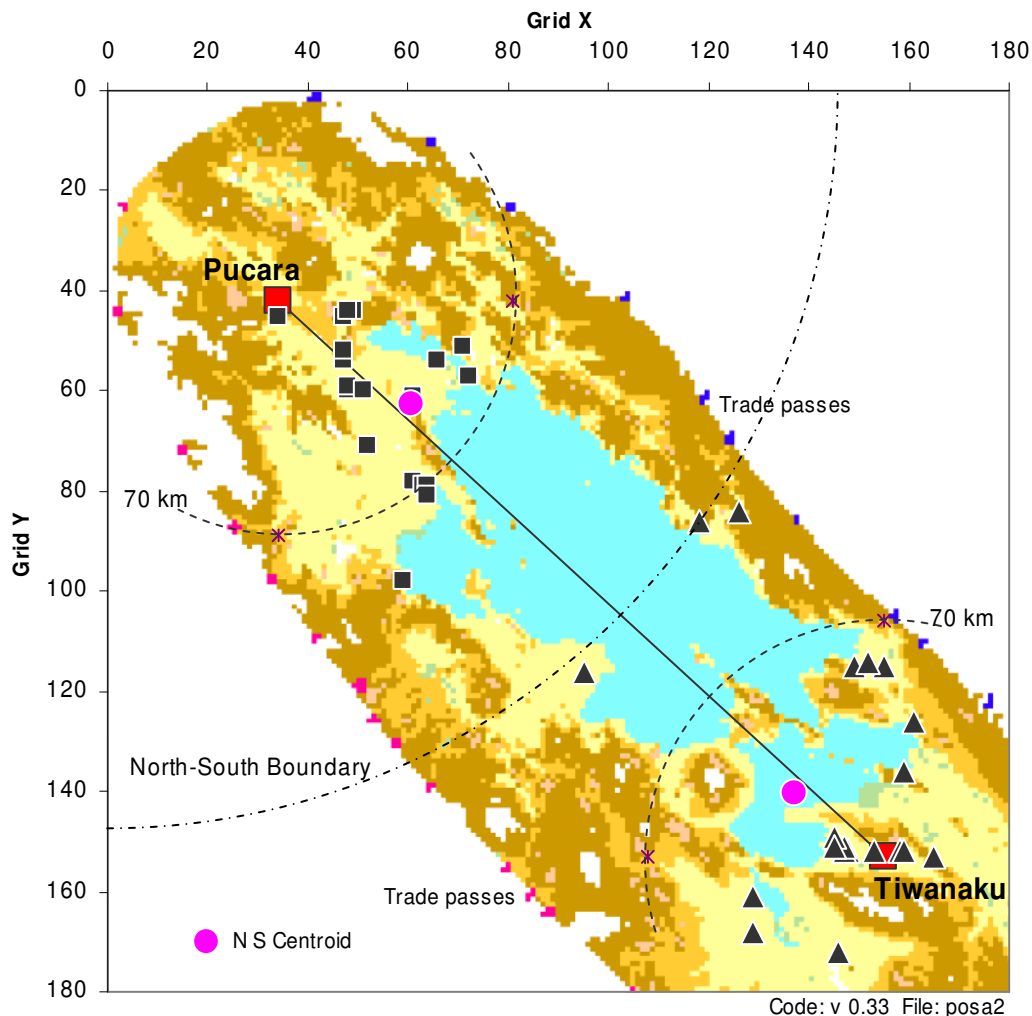 Grid X
0 20 40 60 80 100 120 140 160 180
Grid Y
0
20
40
60
80
100
120
140
160
180
Pucara
Trade passes
70 km
70 km
North-South Boundary
Trade passes
Tiwanaku
N S Centroid
Code: v 0.33 File: posa2